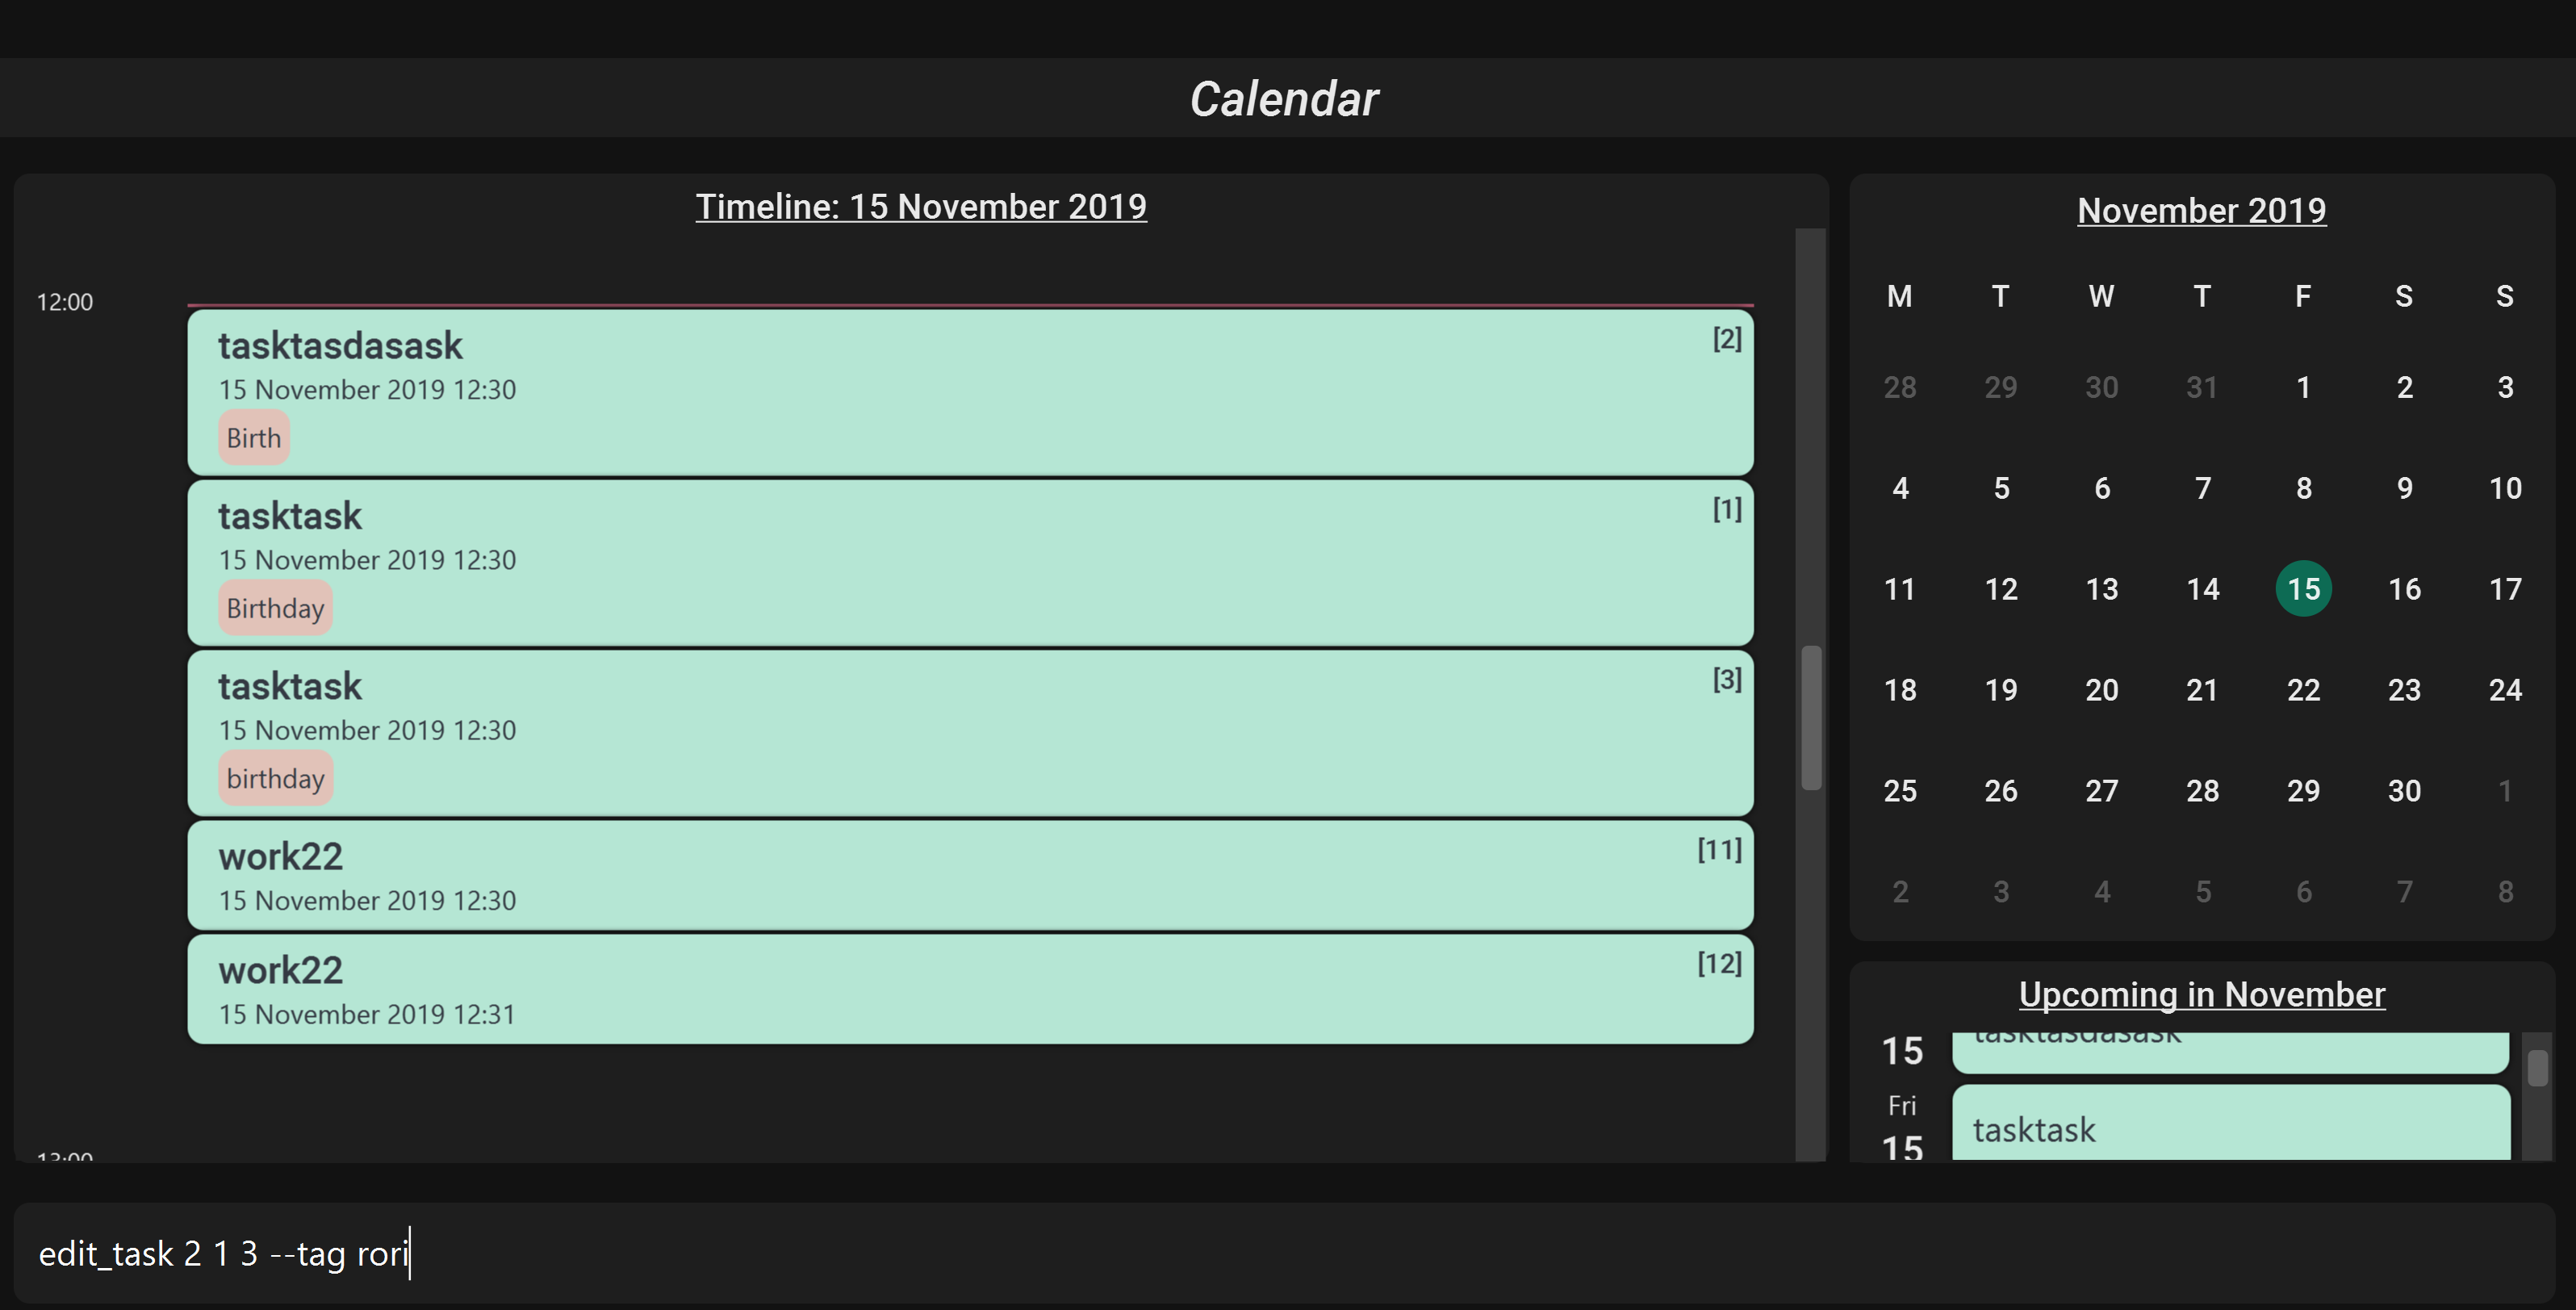 Calendar
Timeline: 15 November 2019
12:00
tasktasdasask [2]
15 November 2019 12:30
Birth
tasktask [1]
15 November 2019 12:30
Birthday
tasktask [3]
15 November 2019 12:30
birthday
work22 [11]
15 November 2019 12:30
work22 [12]
15 November 2019 12:31
13:00
November 2019
M T W T F S S
28 29 30 31 1 2 3
4 5 6 7 8 9 10
11 12 13 14 15 16 17
18 19 20 21 22 23 24
25 26 27 28 29 30 1
2 3 4 5 6 7 8
Upcoming in November
15 tasktasdasask
Fri
15 tasktask
edit_task 2 1 3 --tag rori